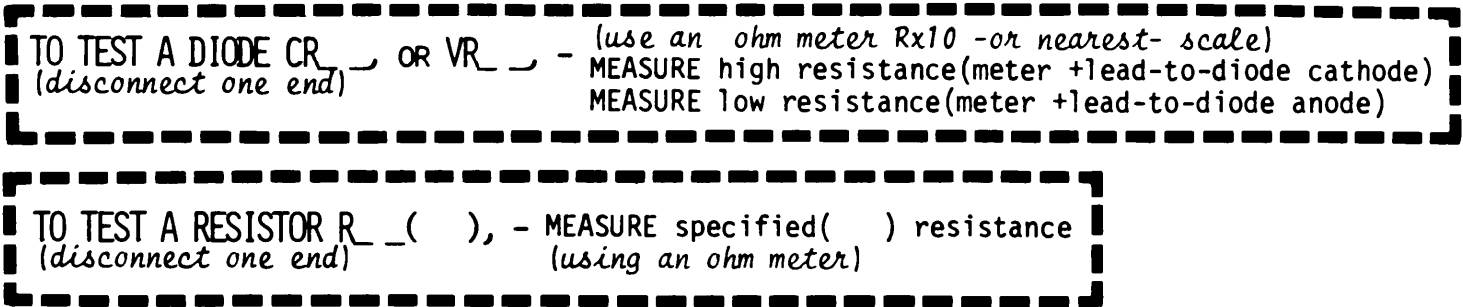 TO TEST A DIODE CR_ _, OR VR_ _, - (use an ohm meter Rx10 -or nearest- scale)
(disconnect one end) MEASURE high resistance(meter +lead-to-diode cathode)
MEASURE low resistance(meter +lead-to-diode anode)
TO TEST A RESISTOR R_ _( ), - MEASURE specified( ) resistance
(disconnect one end) (using an ohm meter)